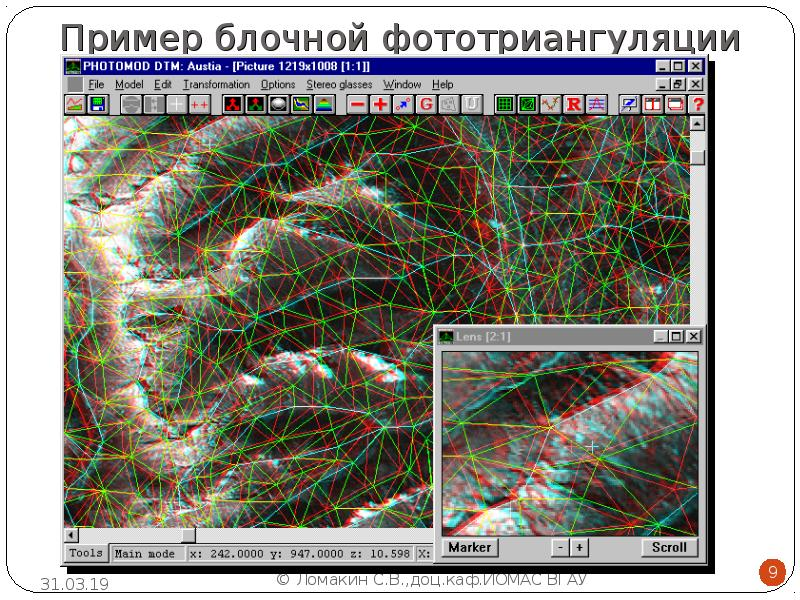 Пример блочной фототриангуляции
PHOTOMOD DTM: Austia - [Picture 1219x1008 [1:1]]
File Model Edit Transformation Options Stereo glasses Window Help
G U R ?
Lens [2:1]
Marker - + Scroll
Tools Main mode x: 242.0000 y: 947.0000 z: 10.598 X:
31.03.19 © Ломакин С.В.,доц.каф.ИОМАС ВГАУ 9